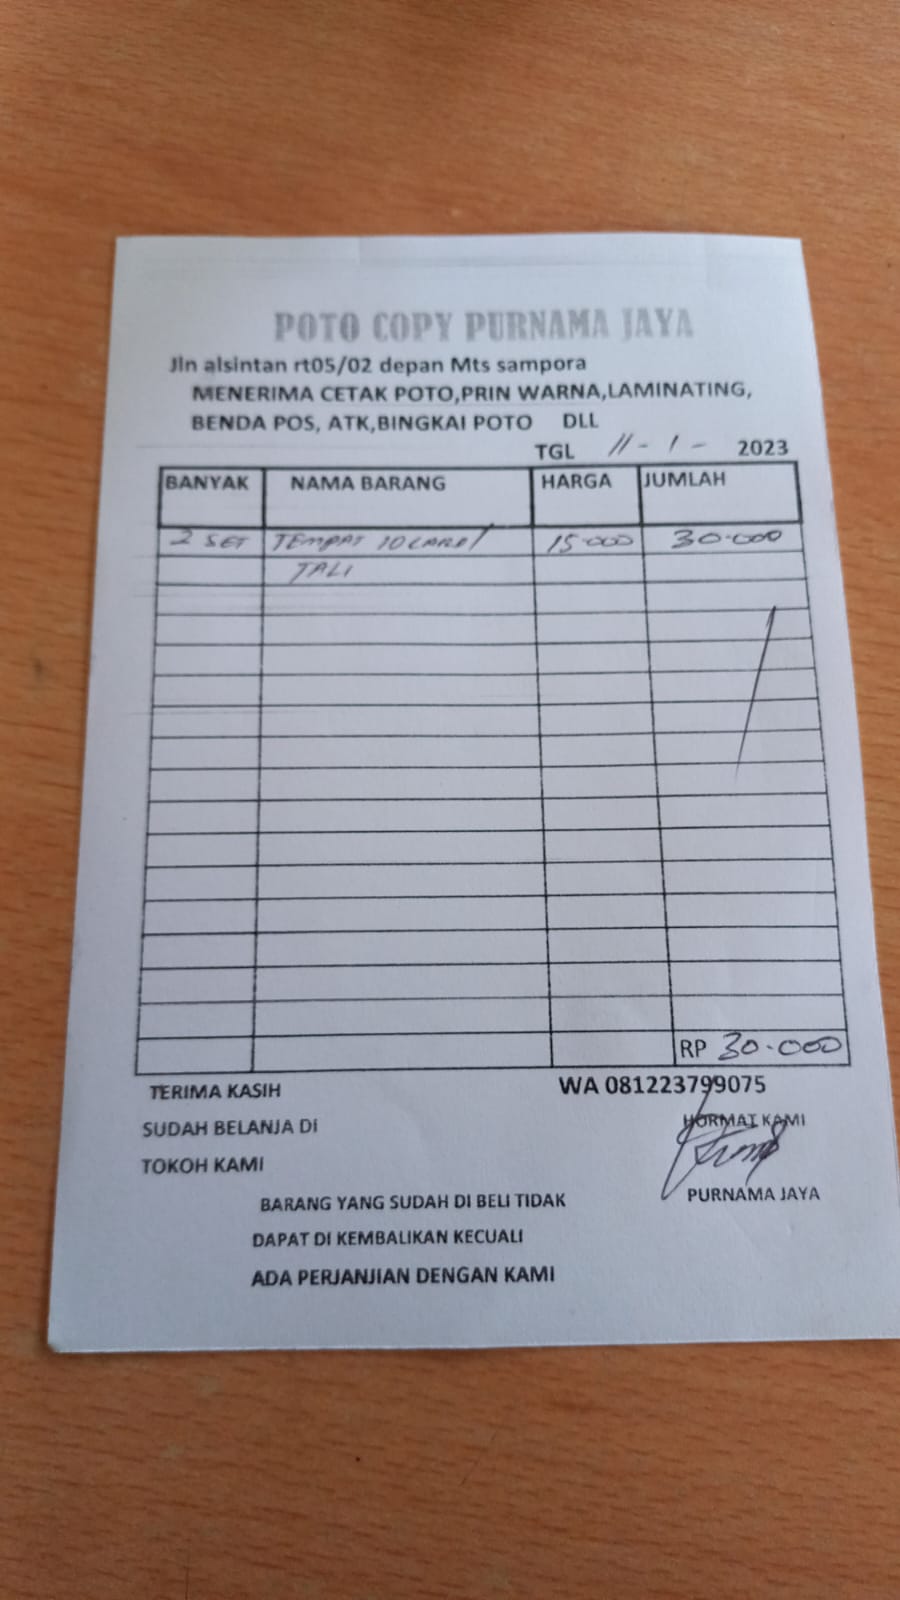 POTO COPY PURNAMA JAYA
Jln alsintan rt05/02 depan Mts sampora
MENERIMA CETAK POTO,PRIN WARNA,LAMINATING,
BENDA POS, ATK,BINGKAI POTO DLL
TGL 11-1- 2023
BANYAK NAMA BARANG HARGA JUMLAH
2 SET TEMPAT IDCARD/ 15.000 30.000
TALI
RP 30.000
TERIMA KASIH WA 081223799075
SUDAH BELANJA Di HORMAT KAMI
TOKOH KAMI
PURNAMA JAYA
BARANG YANG SUDAH DI BELI TIDAK
DAPAT DI KEMBALIKAN KECUALI
ADA PERJANJIAN DENGAN KAMI